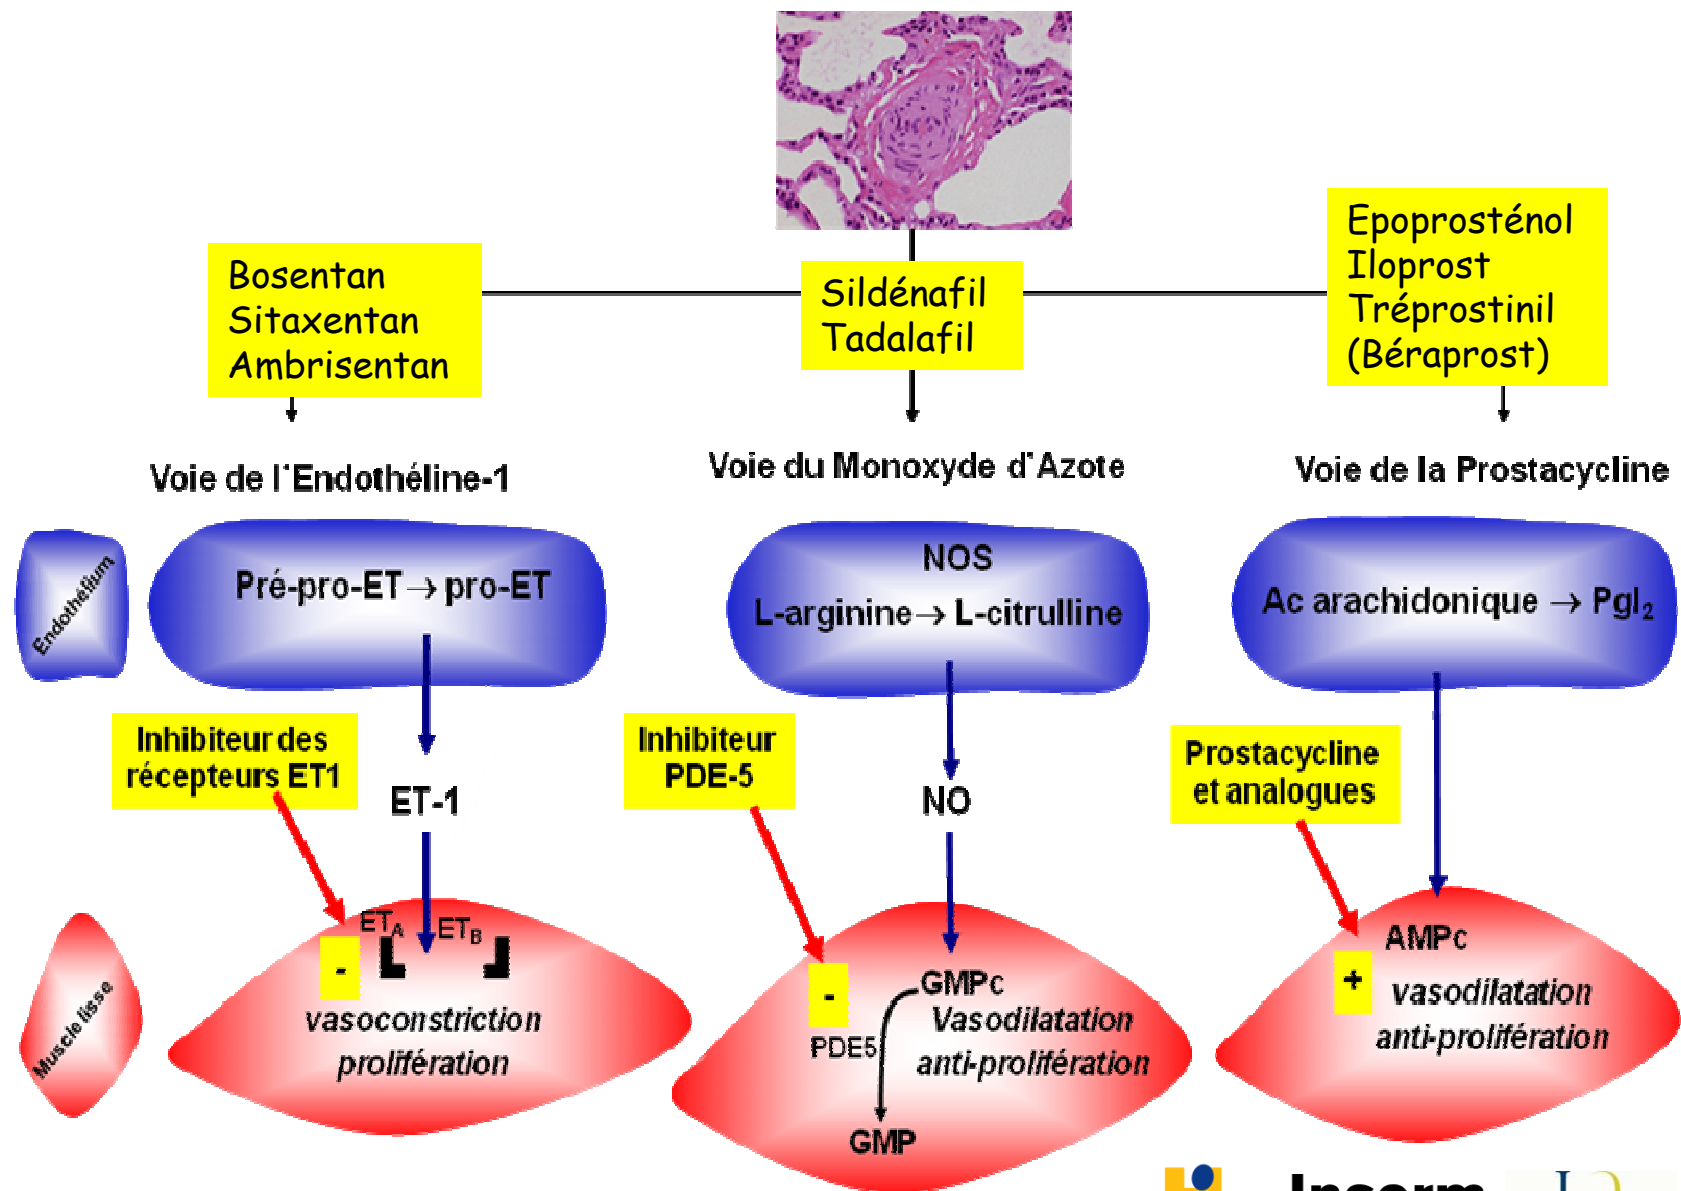 Bosentan
Sitaxentan
Ambrisentan
Sildénafil
Tadalafil
Epoprosténol
Iloprost
Tréprostinil
(Béraprost)
Voie de l'Endothéline-1
Voie du Monoxyde d'Azote
Voie de la Prostacycline
Endothélium
Pré-pro-ET → pro-ET
NOS
L-arginine → L-citrulline
Ac arachidonique → PgI₂
Inhibiteur des
récepteurs ET1
ET-1
Inhibiteur
PDE-5
NO
Prostacycline
et analogues
Muscle lisse
ET_A
ET_B
-
vasoconstriction
prolifération
-
PDE5
GMPc
Vasodilatation
anti-prolifération
GMP
+
AMPc
vasodilatation
anti-prolifération
Inserm